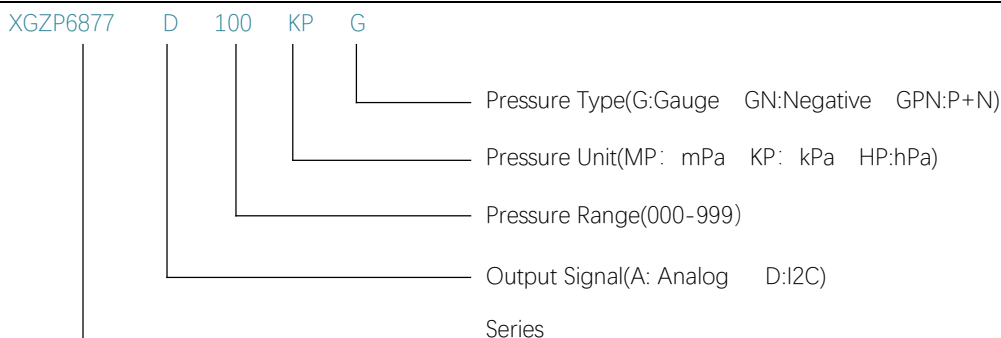 XGZP6877 D 100 KP G
Pressure Type(G:Gauge GN:Negative GPN:P+N)
Pressure Unit(MP：mPa KP：kPa HP:hPa)
Pressure Range(000-999）
Output Signal(A: Analog D:I2C)
Series